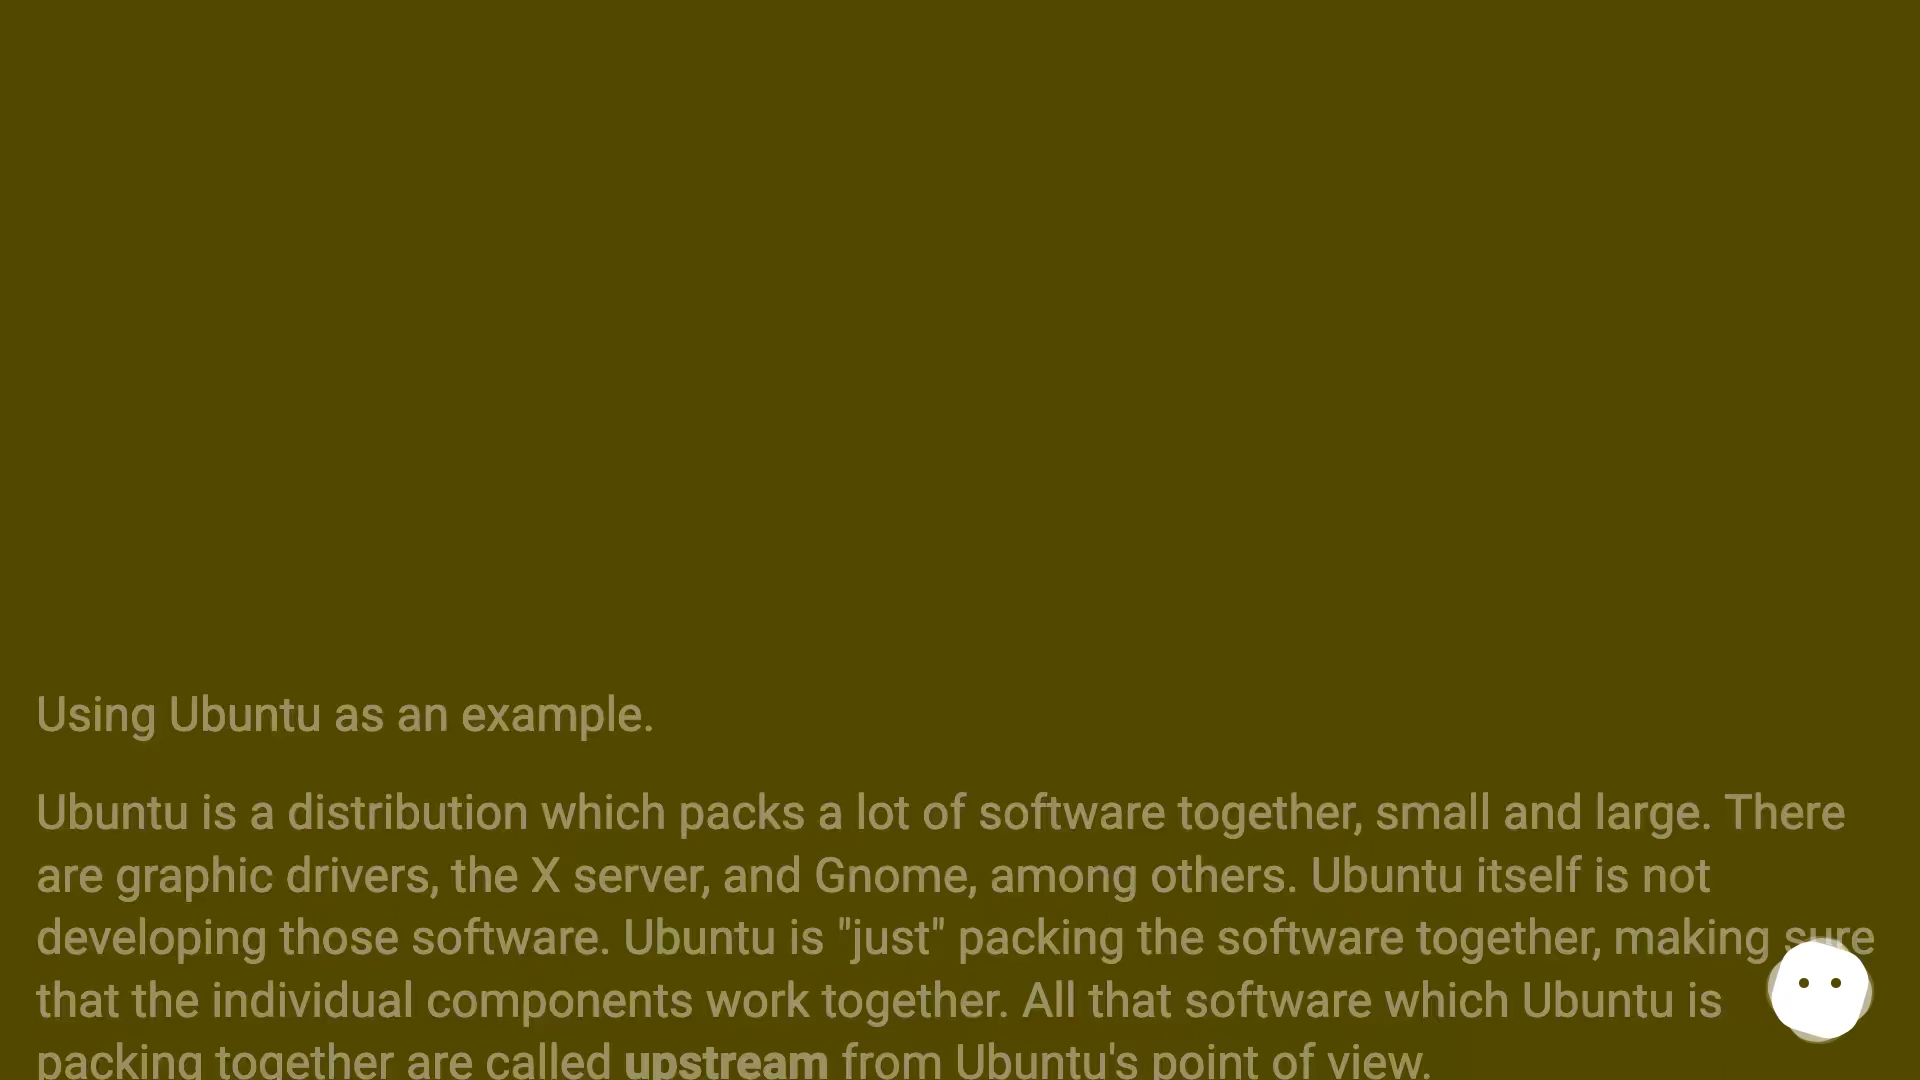 Using Ubuntu as an example.
Ubuntu is a distribution which packs a lot of software together, small and large. There
are graphic drivers, the X server, and Gnome, among others. Ubuntu itself is not
developing those software. Ubuntu is "just" packing the software together, making sure
that the individual components work together. All that software which Ubuntu is
packing together are called upstream from Ubuntu's point of view.